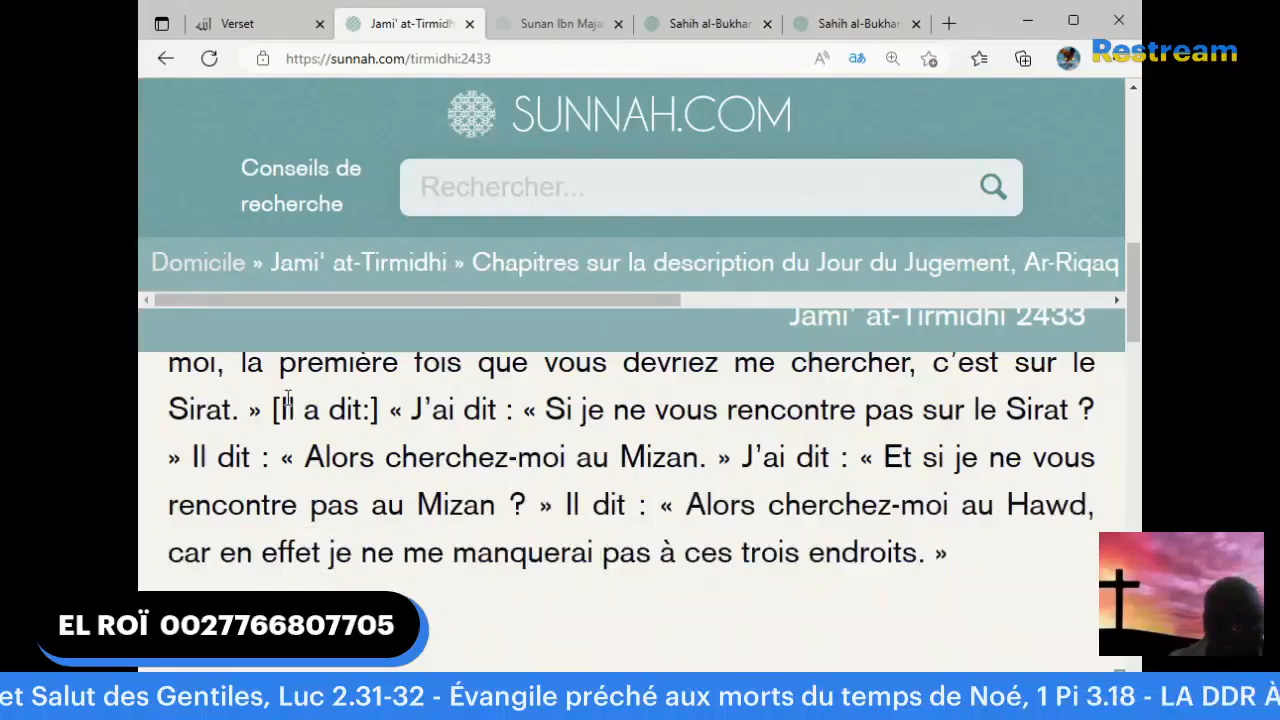 Verset
Jami' at-Tirmidh
Sunan Ibn Maja
Sahih al-Bukhar
Sahih al-Bukhar
https://sunnah.com/tirmidhi:2433
Restream
SUNNAH.COM
Conseils de
recherche
Rechercher...
Domicile » Jami' at-Tirmidhi » Chapitres sur la description du Jour du Jugement, Ar-Riqaq
Jami' at-Tirmidhi 2433
moi, la première fois que vous devriez me chercher, c'est sur le
Sirat. » [Il a dit:] « J'ai dit : « Si je ne vous rencontre pas sur le Sirat ?
» Il dit : « Alors cherchez-moi au Mizan. » J'ai dit : « Et si je ne vous
rencontre pas au Mizan ? » Il dit : « Alors cherchez-moi au Hawd,
car en effet je ne me manquerai pas à ces trois endroits. »
EL ROÏ 0027766807705
et Salut des Gentiles, Luc 2.31-32 - Évangile préché aux morts du temps de Noé, 1 Pi 3.18 - LA DDR À